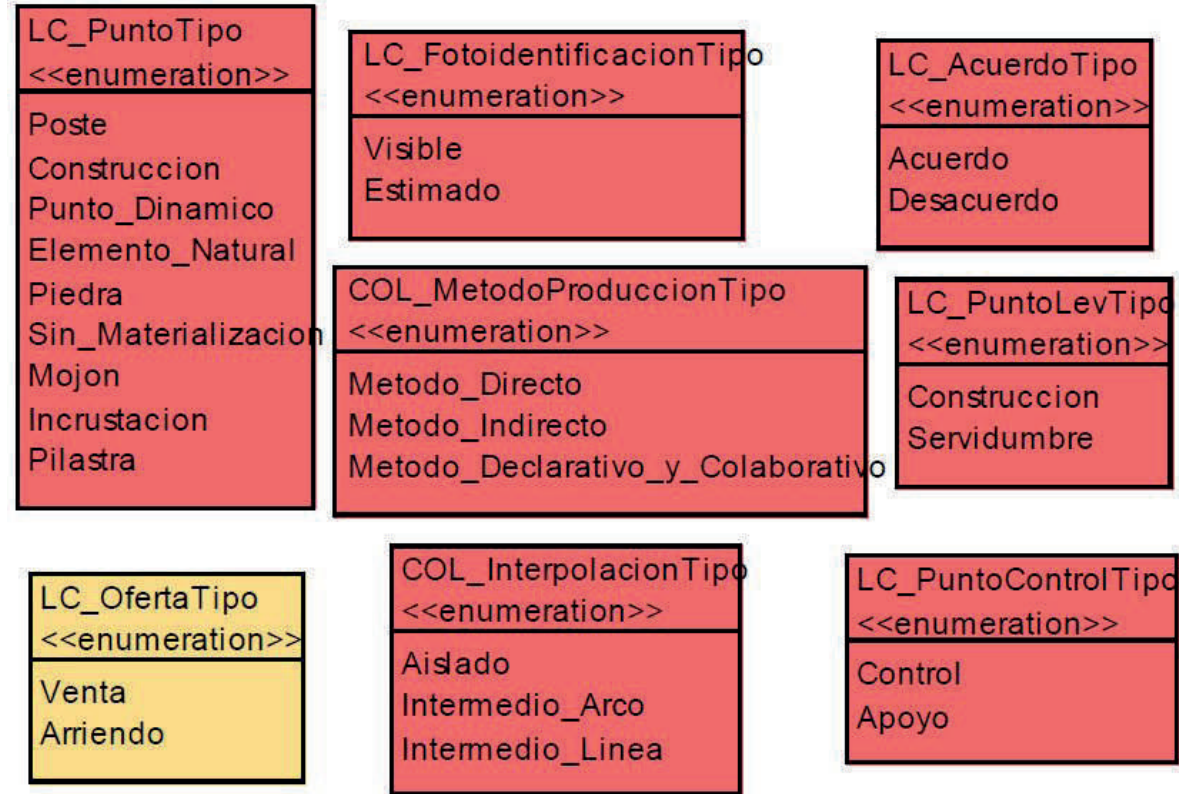 LC_PuntoTipo
<<enumeration>>
Poste
Construccion
Punto_Dinamico
Elemento_Natural
Piedra
Sin_Materializacion
Mojon
Incrustacion
Pilastra
LC_FotoidentificacionTipo
<<enumeration>>
Visible
Estimado
LC_AcuerdoTipo
<<enumeration>>
Acuerdo
Desacuerdo
COL_MetodoProduccionTipo
<<enumeration>>
Metodo_Directo
Metodo_Indirecto
Metodo_Declarativo_y_Colaborativo
LC_PuntoLevTipo
<<enumeration>>
Construccion
Servidumbre
LC_OfertaTipo
<<enumeration>>
Venta
Arriendo
COL_InterpolacionTipo
<<enumeration>>
Aislado
Intermedio_Arco
Intermedio_Linea
LC_PuntoControlTipo
<<enumeration>>
Control
Apoyo